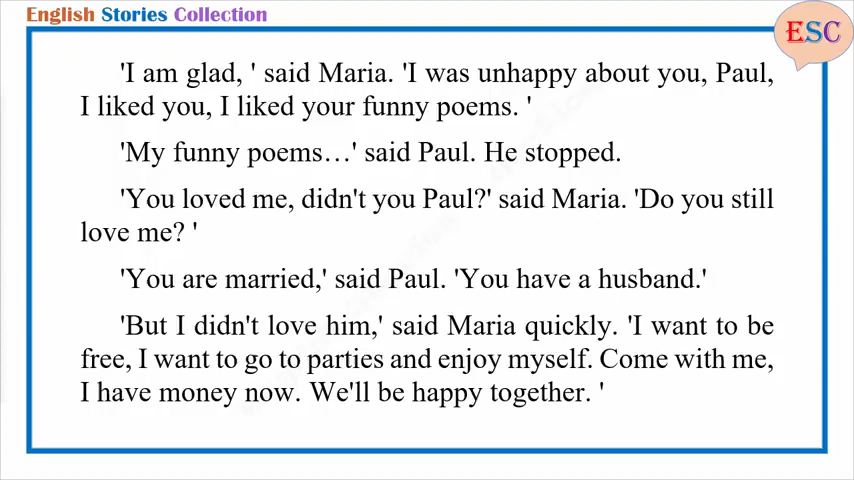 English Stories Collection
ESC
'I am glad, ' said Maria. 'I was unhappy about you, Paul,
I liked you, I liked your funny poems. '
'My funny poems…' said Paul. He stopped.
'You loved me, didn't you Paul?' said Maria. 'Do you still
love me? '
'You are married,' said Paul. 'You have a husband.'
'But I didn't love him,' said Maria quickly. 'I want to be
free, I want to go to parties and enjoy myself. Come with me,
I have money now. We'll be happy together. '